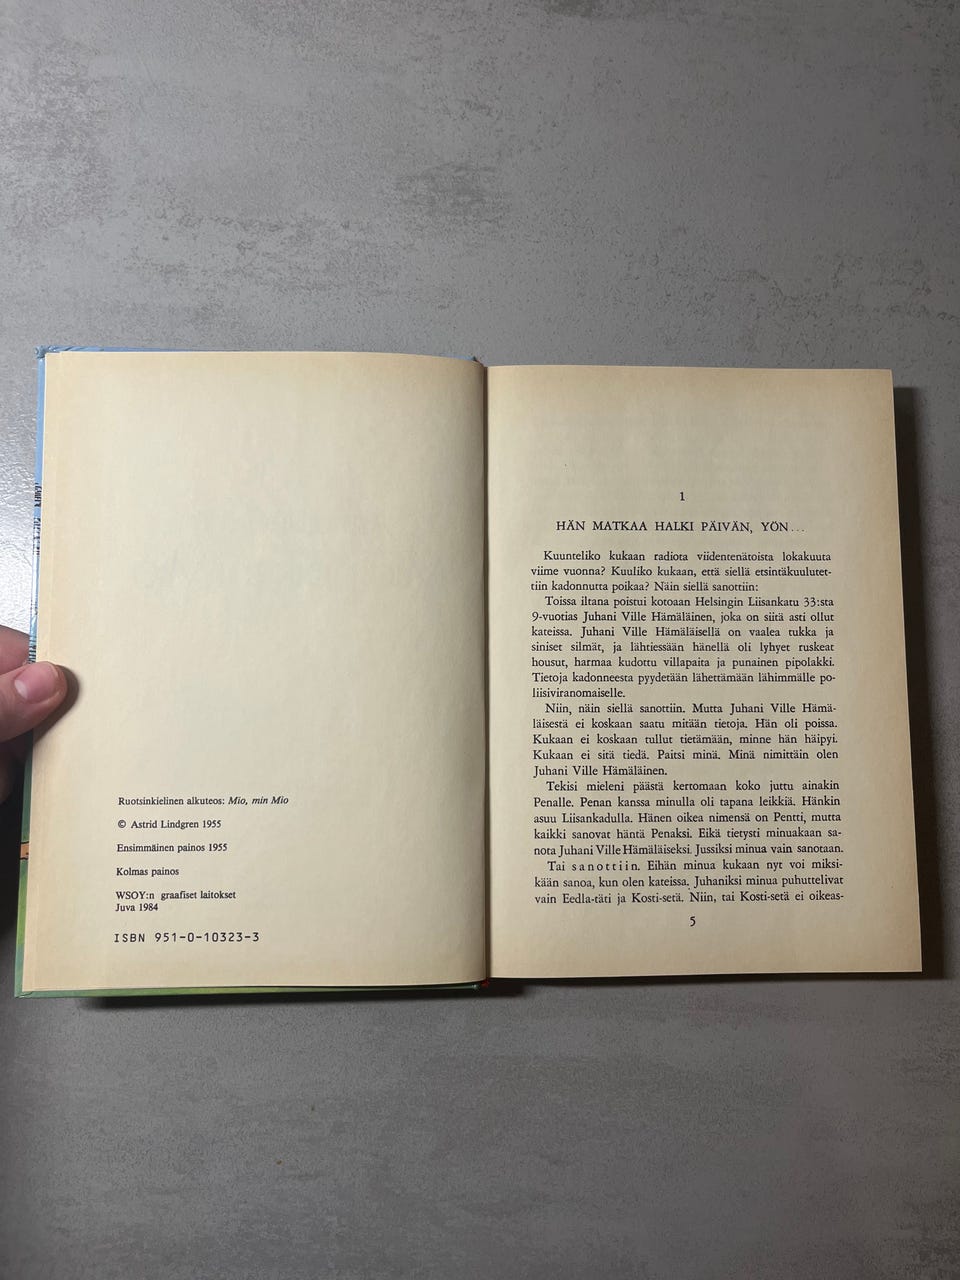 Ruotsinkielinen alkuteos: Mio, min Mio
© Astrid Lindgren 1955
Ensimmäinen painos 1955
Kolmas painos
WSOY:n graafiset laitokset
Juva 1984
ISBN 951-0-10323-3
1
HÄN MATKAA HALKI PÄIVÄN, YÖN...
Kuunteliko kukaan radiota viidentenätoista lokakuuta
viime vuonna? Kuuliko kukaan, että siellä etsintäkuulutet-
tiin kadonnutta poikaa? Näin siellä sanottiin:
Toissa iltana poistui kotoaan Helsingin Liisankatu 33:sta
9-vuotias Juhani Ville Hämäläinen, joka on siitä asti ollut
kateissa. Juhani Ville Hämäläisellä on vaalea tukka ja
siniset silmät, ja lähtiessään hänellä oli lyhyet ruskeat
housut, harmaa kudottu villapaita ja punainen pipolakki.
Tietoja kadonneesta pyydetään lähettämään lähimmälle po-
liisiviranomaiselle.
Niin, näin siellä sanottiin. Mutta Juhani Ville Hämä-
läisestä ei koskaan saatu mitään tietoja. Hän oli poissa.
Kukaan ei koskaan tullut tietämään, minne hän häipyi.
Kukaan ei sitä tiedä. Paitsi minä. Minä nimittäin olen
Juhani Ville Hämäläinen.
Tekisi mieleni päästä kertomaan koko juttu ainakin
Penalle. Penan kanssa minulla oli tapana leikkiä. Hänkin
asuu Liisankadulla. Hänen oikea nimensä on Pentti, mutta
kaikki sanovat häntä Penaksi. Eikä tietysti minuakaan sa-
nota Juhani Ville Hämäläiseksi. Jussiksi minua vain sanotaan.
Tai sanottiin. Eihän minua kukaan nyt voi miksi-
kään sanoa, kun olen kateissa. Juhaniksi minua puhuttelivat
vain Eedla-täti ja Kosti-setä. Niin, tai Kosti-setä ei oikeas-
5